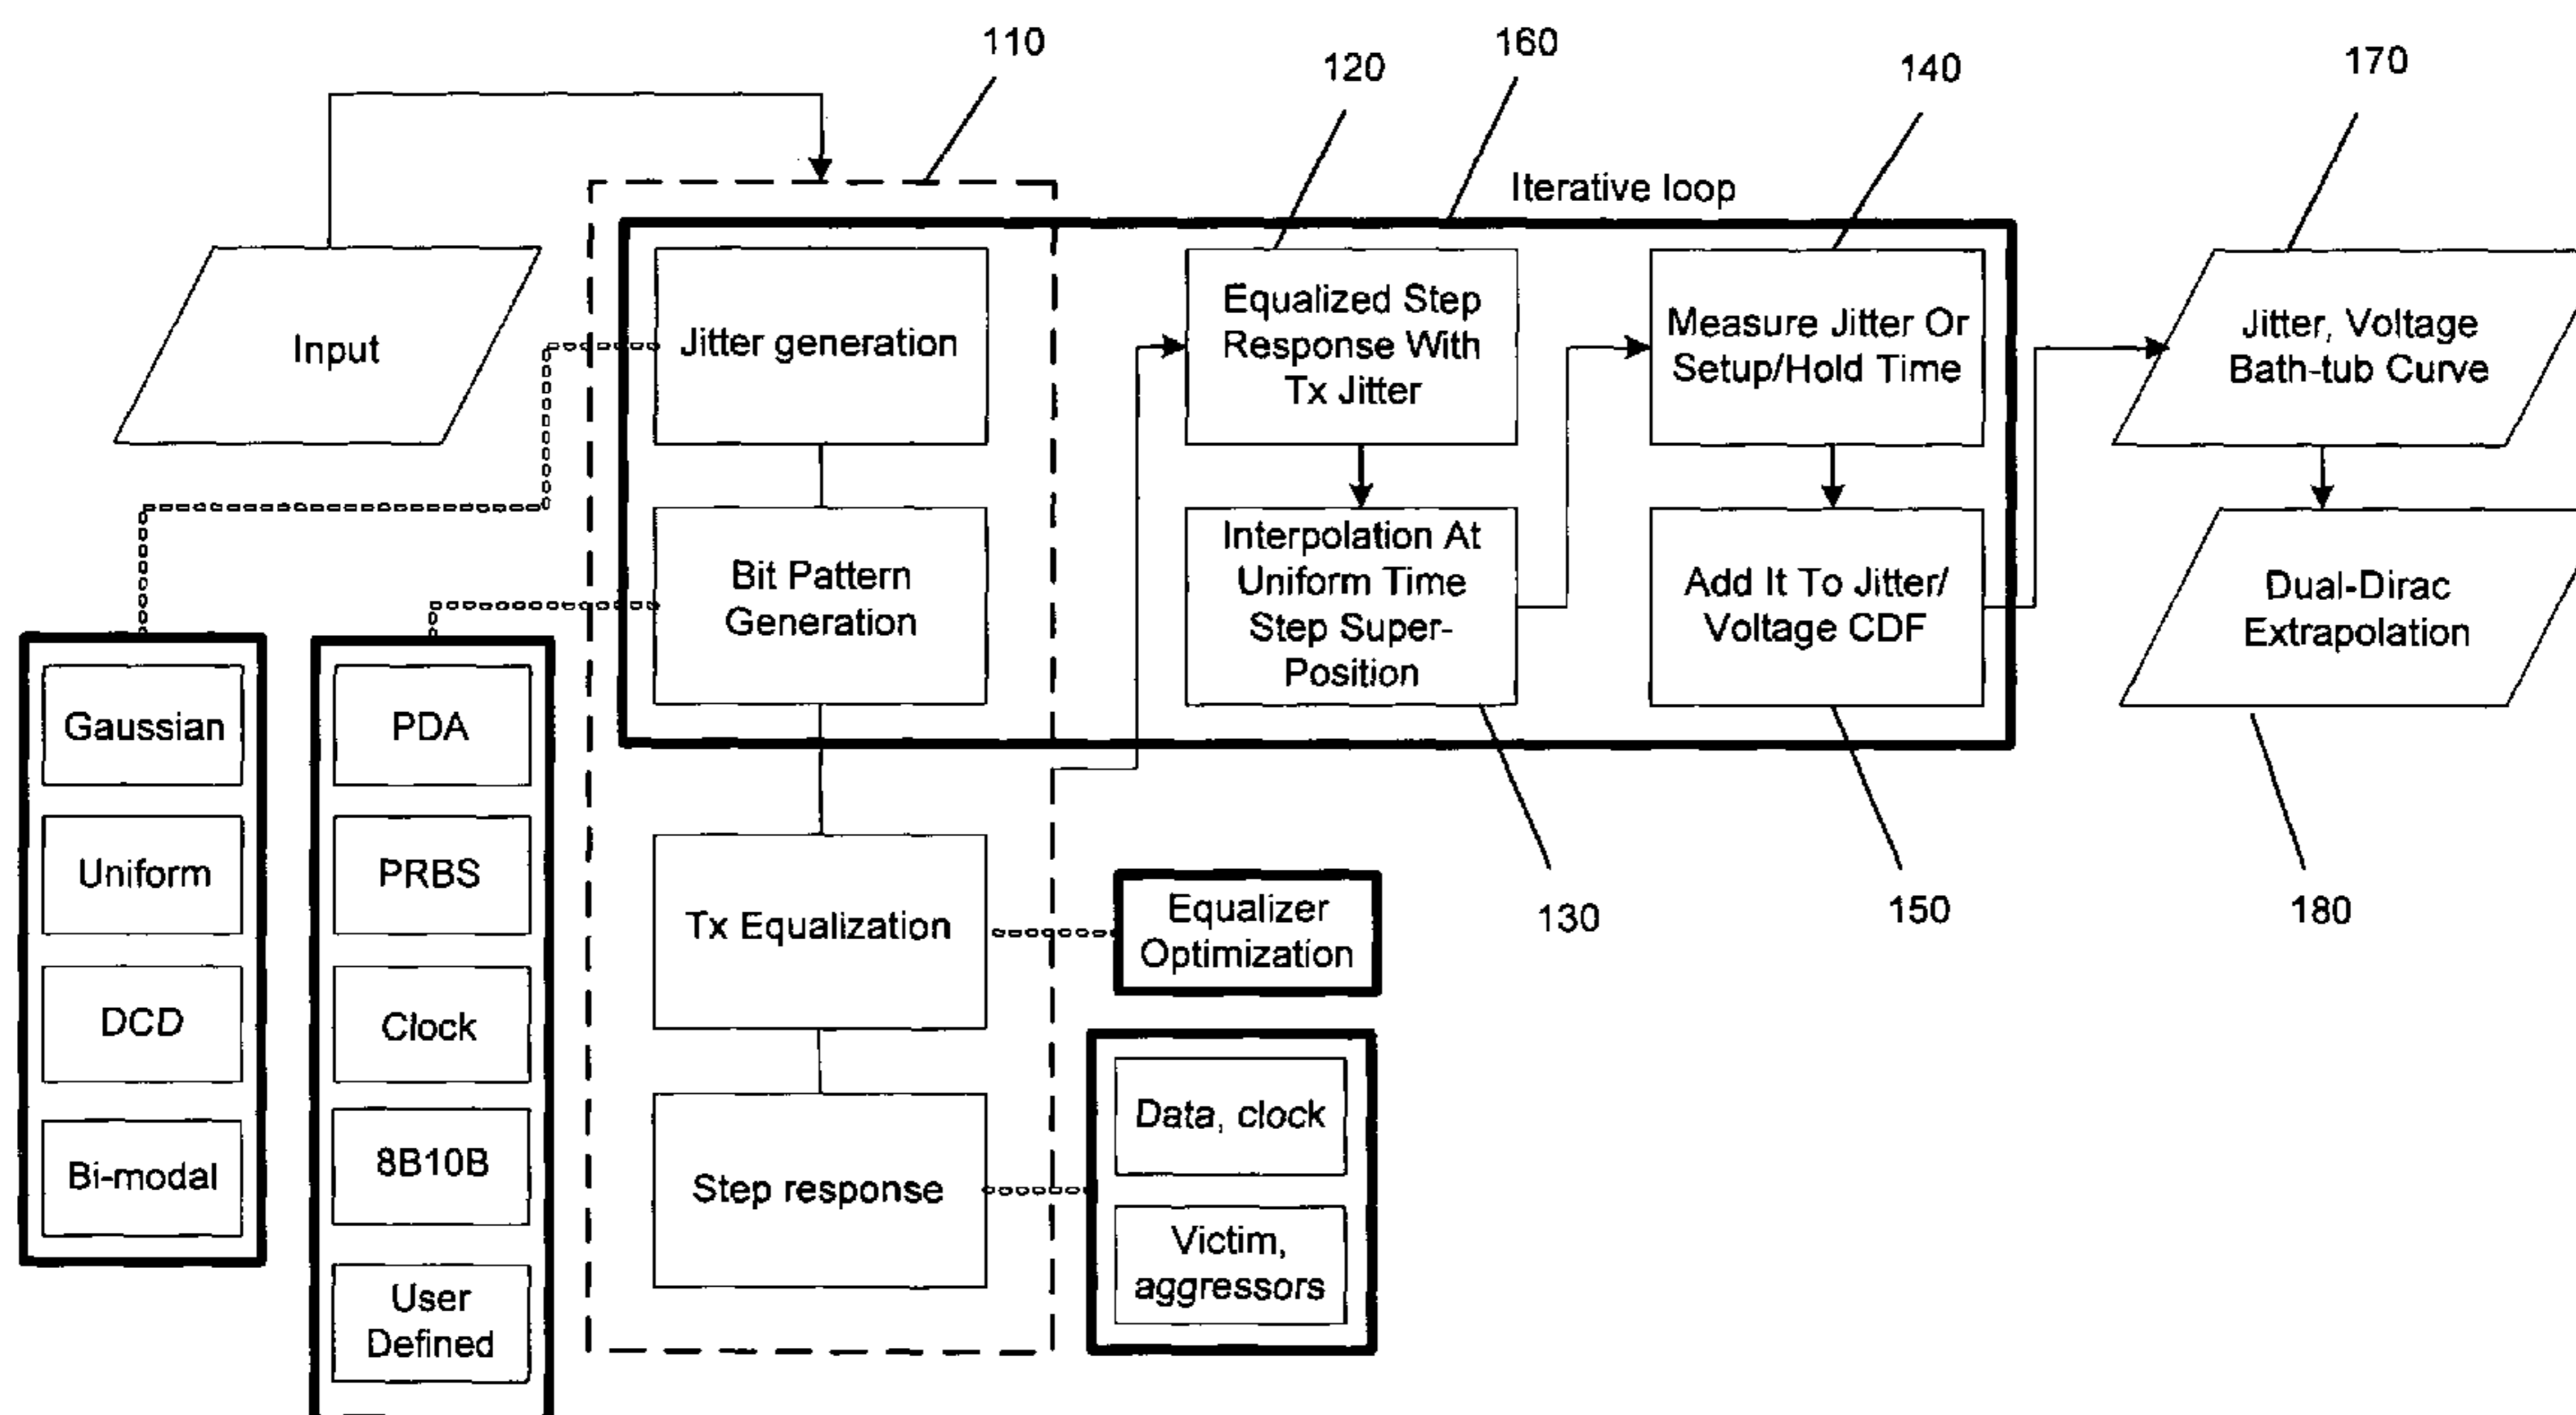 110
160
120
140
170
Iterative loop
Input
Jitter generation
Equalized Step
Response With
Tx Jitter
Measure Jitter Or
Setup/Hold Time
Jitter, Voltage
Bath-tub Curve
Bit Pattern
Generation
Interpolation At
Uniform Time
Step Super-
Position
Add It To Jitter/
Voltage CDF
Dual-Dirac
Extrapolation
Gaussian
Uniform
DCD
Bi-modal
PDA
PRBS
Clock
8B10B
User
Defined
Tx Equalization
Equalizer
Optimization
130
150
180
Step response
Data, clock
Victim,
aggressors